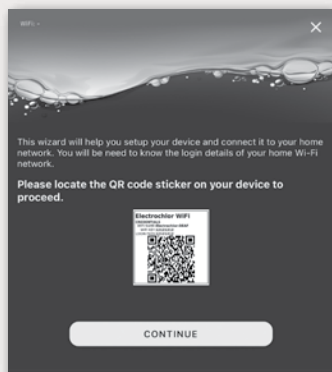 WiFi -
This wizard will help you setup your device and connect it to your home
network. You will be need to know the login details of your home Wi-Fi
network.
Please locate the QR code sticker on your device to
proceed.
Electrochlor WiFi
CREDENTIALS
CONTINUE